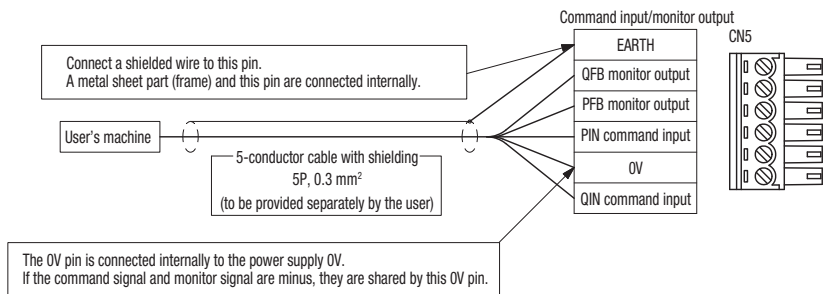 Command input/monitor output
CN5
Connect a shielded wire to this pin.
A metal sheet part (frame) and this pin are connected internally.
EARTH
QFB monitor output
PFB monitor output
PIN command input
0V
QIN command input
User's machine
5-conductor cable with shielding
5P, 0.3 mm²
(to be provided separately by the user)
The 0V pin is connected internally to the power supply 0V.
If the command signal and monitor signal are minus, they are shared by this 0V pin.